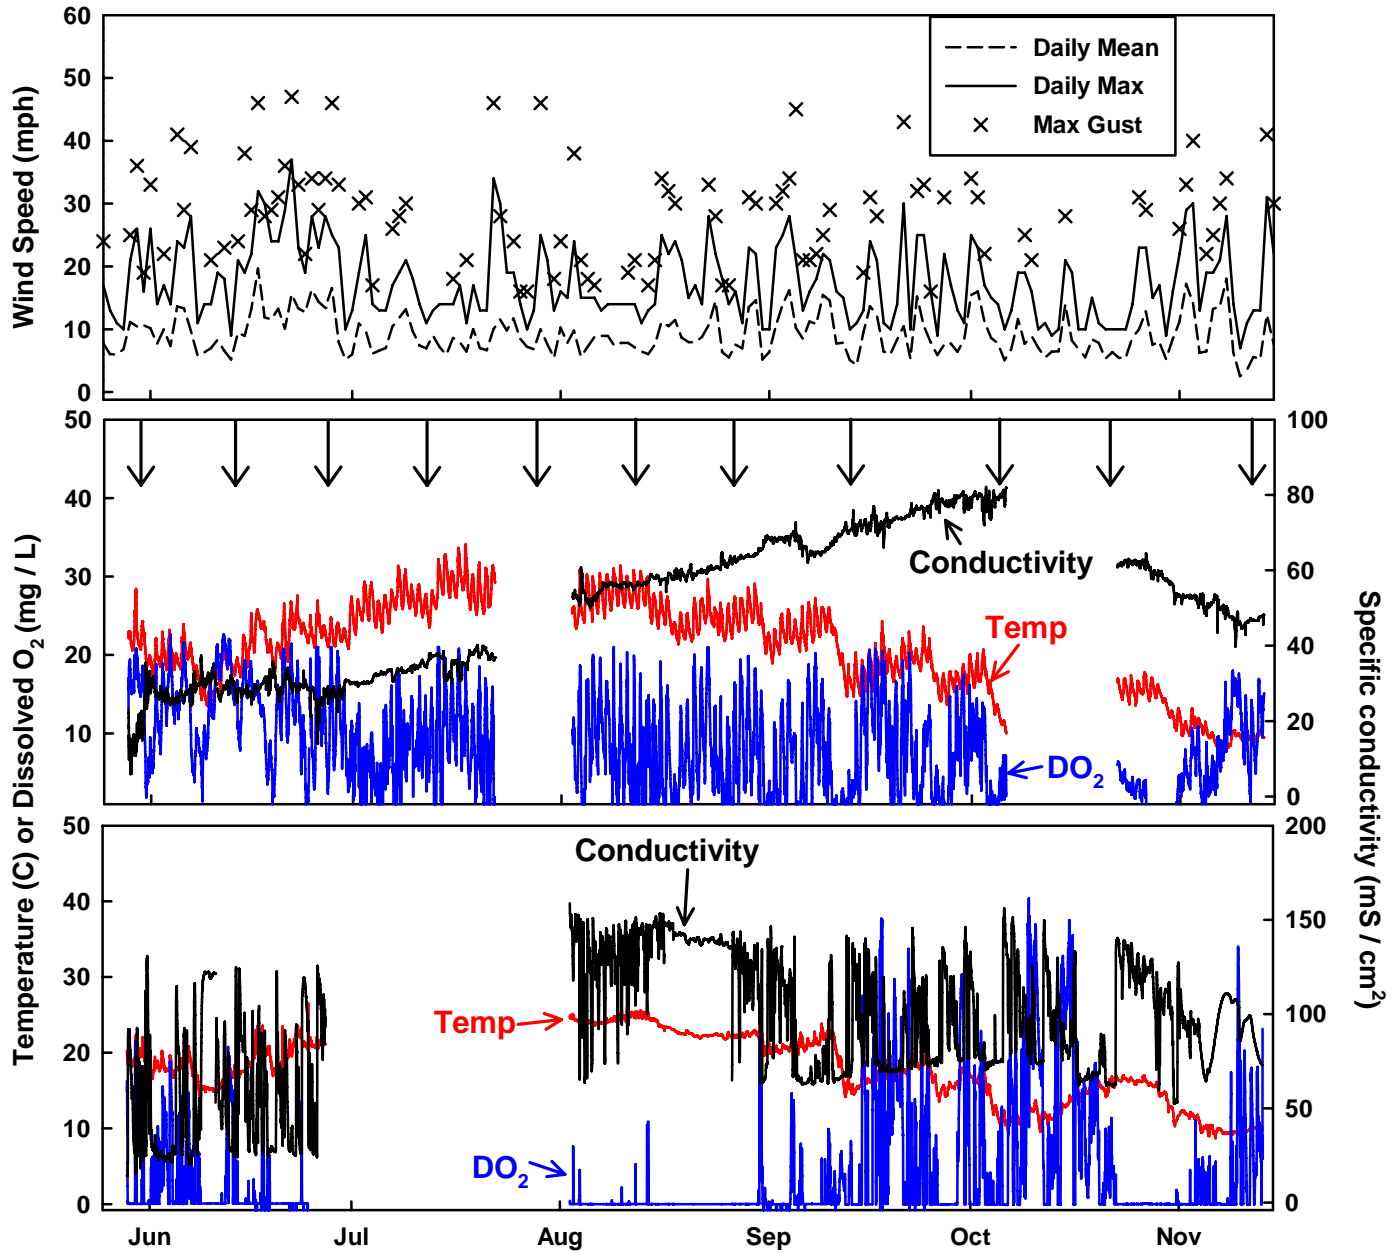 60
50
40
30
20
10
0
Wind Speed (mph)
Daily Mean
Daily Max
Max Gust
50
40
30
20
10
100
80
60
40
20
0
Conductivity
Temp
DO2
Temperature (C) or Dissolved O2 (mg / L)
Specific conductivity (mS / cm2)
50
40
30
20
10
0
200
150
100
50
0
Conductivity
Temp
DO2
Jun
Jul
Aug
Sep
Oct
Nov